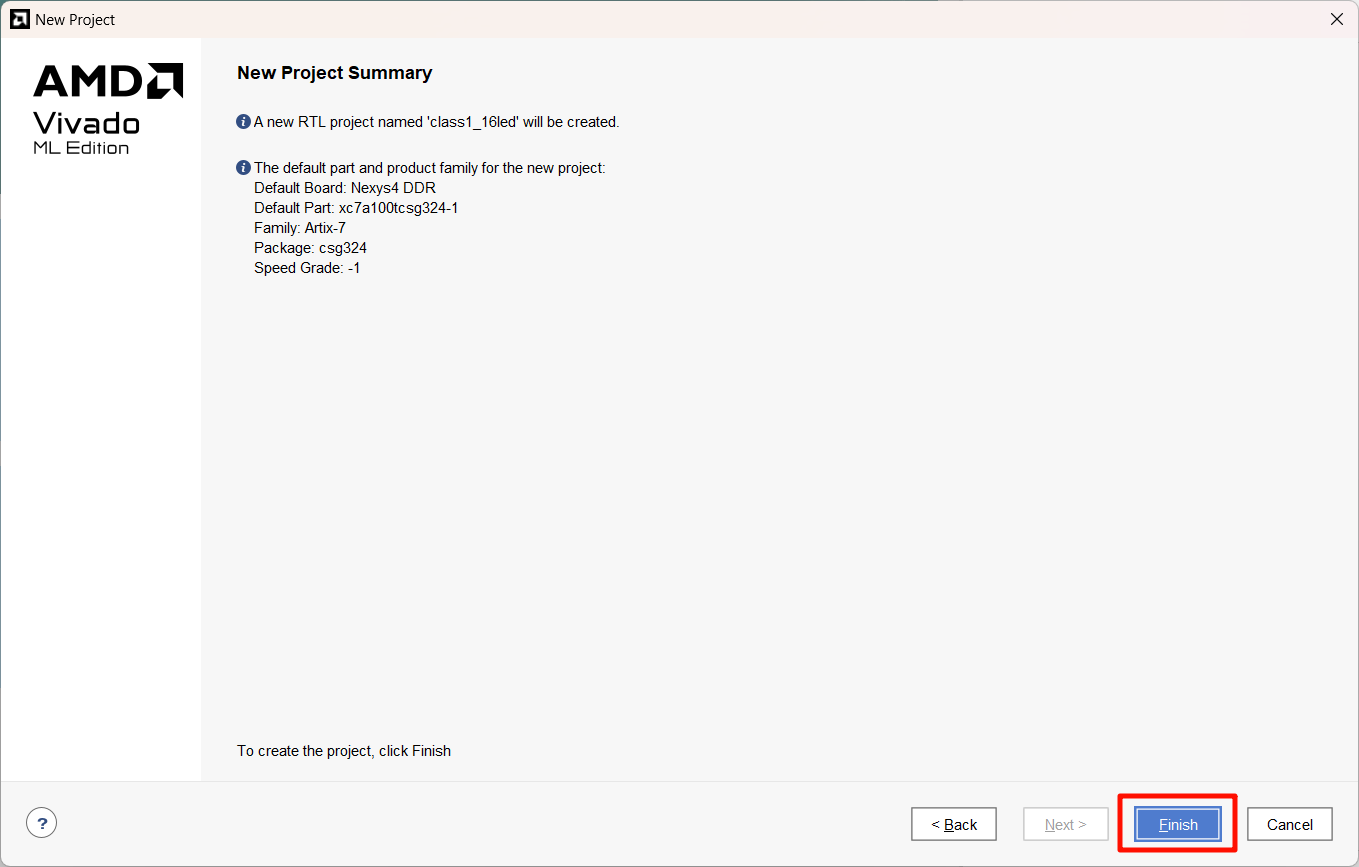 New Project
AMD
Vivado
ML Edition
New Project Summary
A new RTL project named 'class1_16led' will be created.
The default part and product family for the new project:
Default Board: Nexys4 DDR
Default Part: xc7a100tcsg324-1
Family: Artix-7
Package: csg324
Speed Grade: -1
To create the project, click Finish
?
< Back
Next >
Finish
Cancel